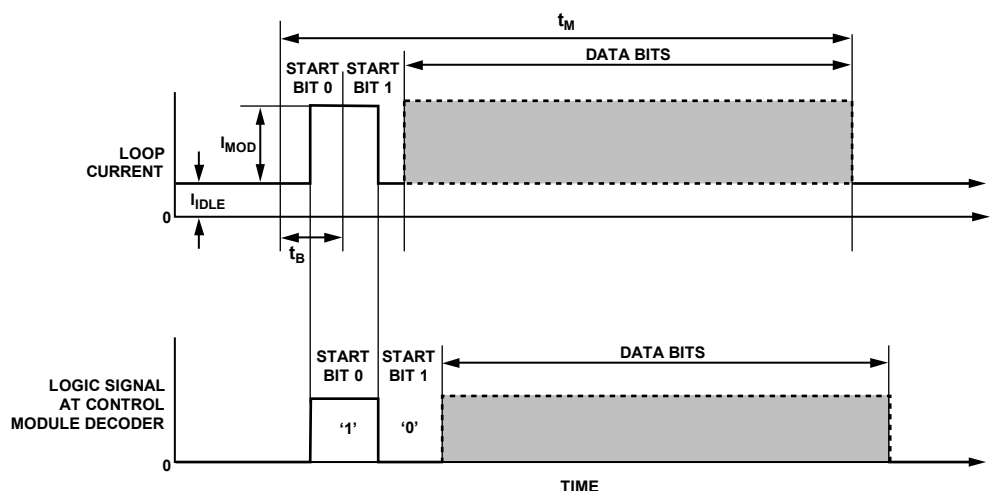 tM
START
BIT 0
START
BIT 1
DATA BITS
LOOP
CURRENT
IMOD
IIDLE
0
tB
START
BIT 0
START
BIT 1
DATA BITS
LOGIC SIGNAL
AT CONTROL
MODULE DECODER
‘1’
‘0’
0
TIME